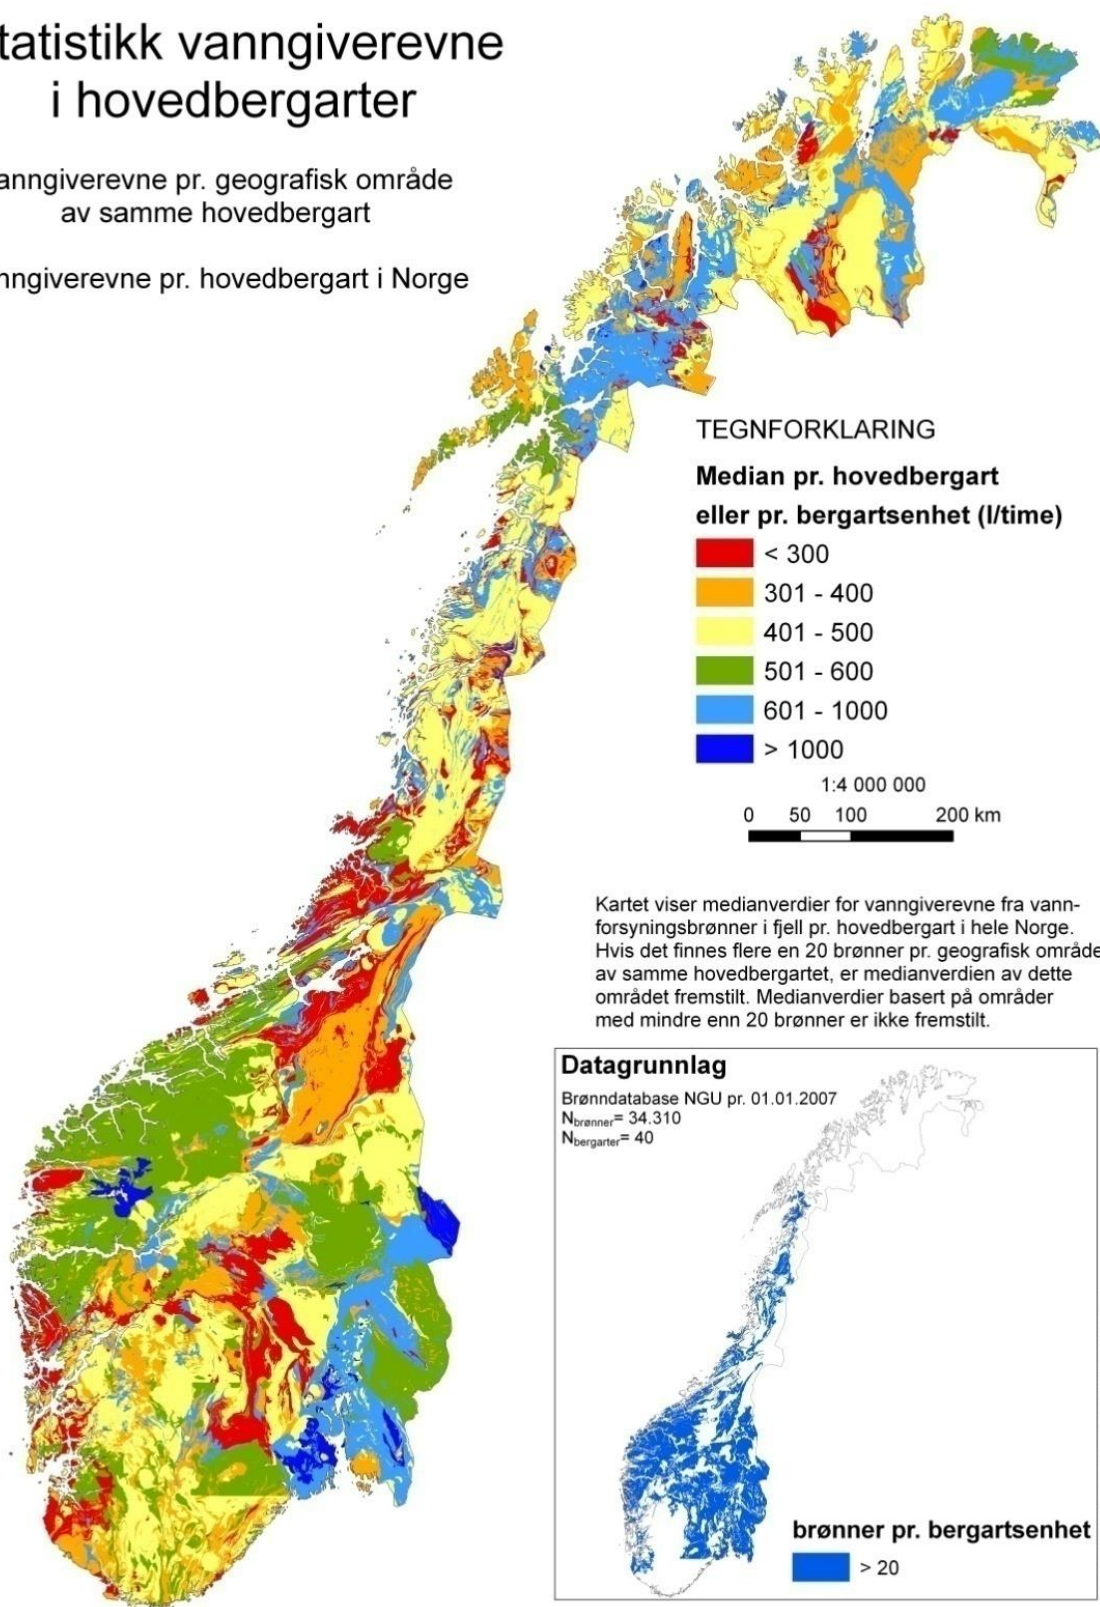 tatistikk vanngiverevne
i hovedbergarter
anngiverevne pr. geografisk område
av samme hovedbergart
nngiverevne pr. hovedbergart i Norge
TEGNFORKLARING
Median pr. hovedbergart
eller pr. bergartsenhet (l/time)
< 300
301 - 400
401 - 500
501 - 600
601 - 1000
> 1000
1:4 000 000
0 50 100 200 km
Kartet viser medianverdier for vanngiverevne fra vann-
forsyningsbrønner i fjell pr. hovedbergart i hele Norge.
Hvis det finnes flere en 20 brønner pr. geografisk område
av samme hovedbergartet, er medianverdien av dette
området fremstilt. Medianverdier basert på områder
med mindre enn 20 brønner er ikke fremstilt.
Datagrunnlag
Brønndatabase NGU pr. 01.01.2007
Nbrønner= 34.310
Nbergarter= 40
brønner pr. bergartsenhet
> 20